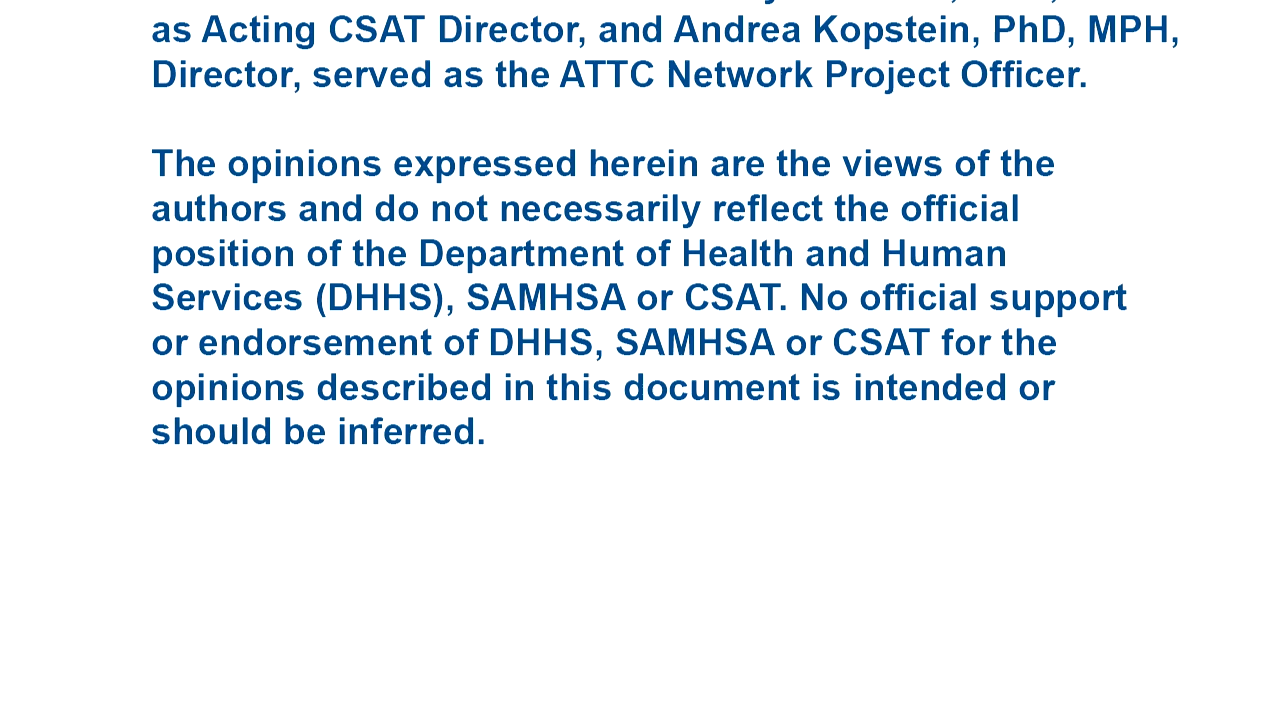 as Acting CSAT Director, and Andrea Kopstein, PhD, MPH,
Director, served as the ATTC Network Project Officer.
The opinions expressed herein are the views of the
authors and do not necessarily reflect the official
position of the Department of Health and Human
Services (DHHS), SAMHSA or CSAT. No official support
or endorsement of DHHS, SAMHSA or CSAT for the
opinions described in this document is intended or
should be inferred.